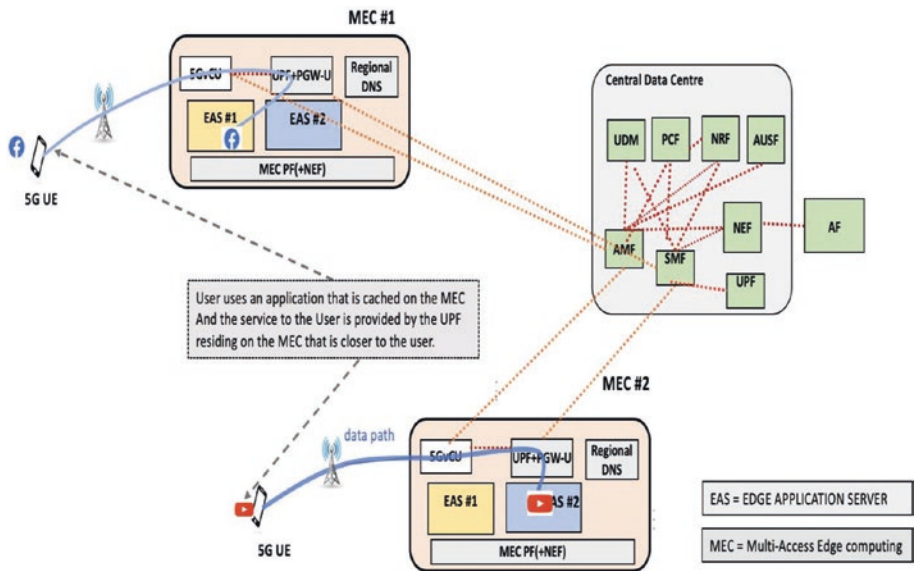 MEC #1
5GvCU
UPF+PGW-U
Regional
DNS
EAS #1
EAS #2
MEC PF(+NEF)
5G UE
Central Data Centre
UDM
PCF
NRF
AUSF
AMF
SMF
NEF
AF
UPF
User uses an application that is cached on the MEC
And the service to the User is provided by the UPF
residing on the MEC that is closer to the user.
MEC #2
data path
5GvCU
UPF+PGW-U
Regional
DNS
EAS #1
AS #2
MEC PF(+NEF)
5G UE
EAS = EDGE APPLICATION SERVER
MEC = Multi-Access Edge computing